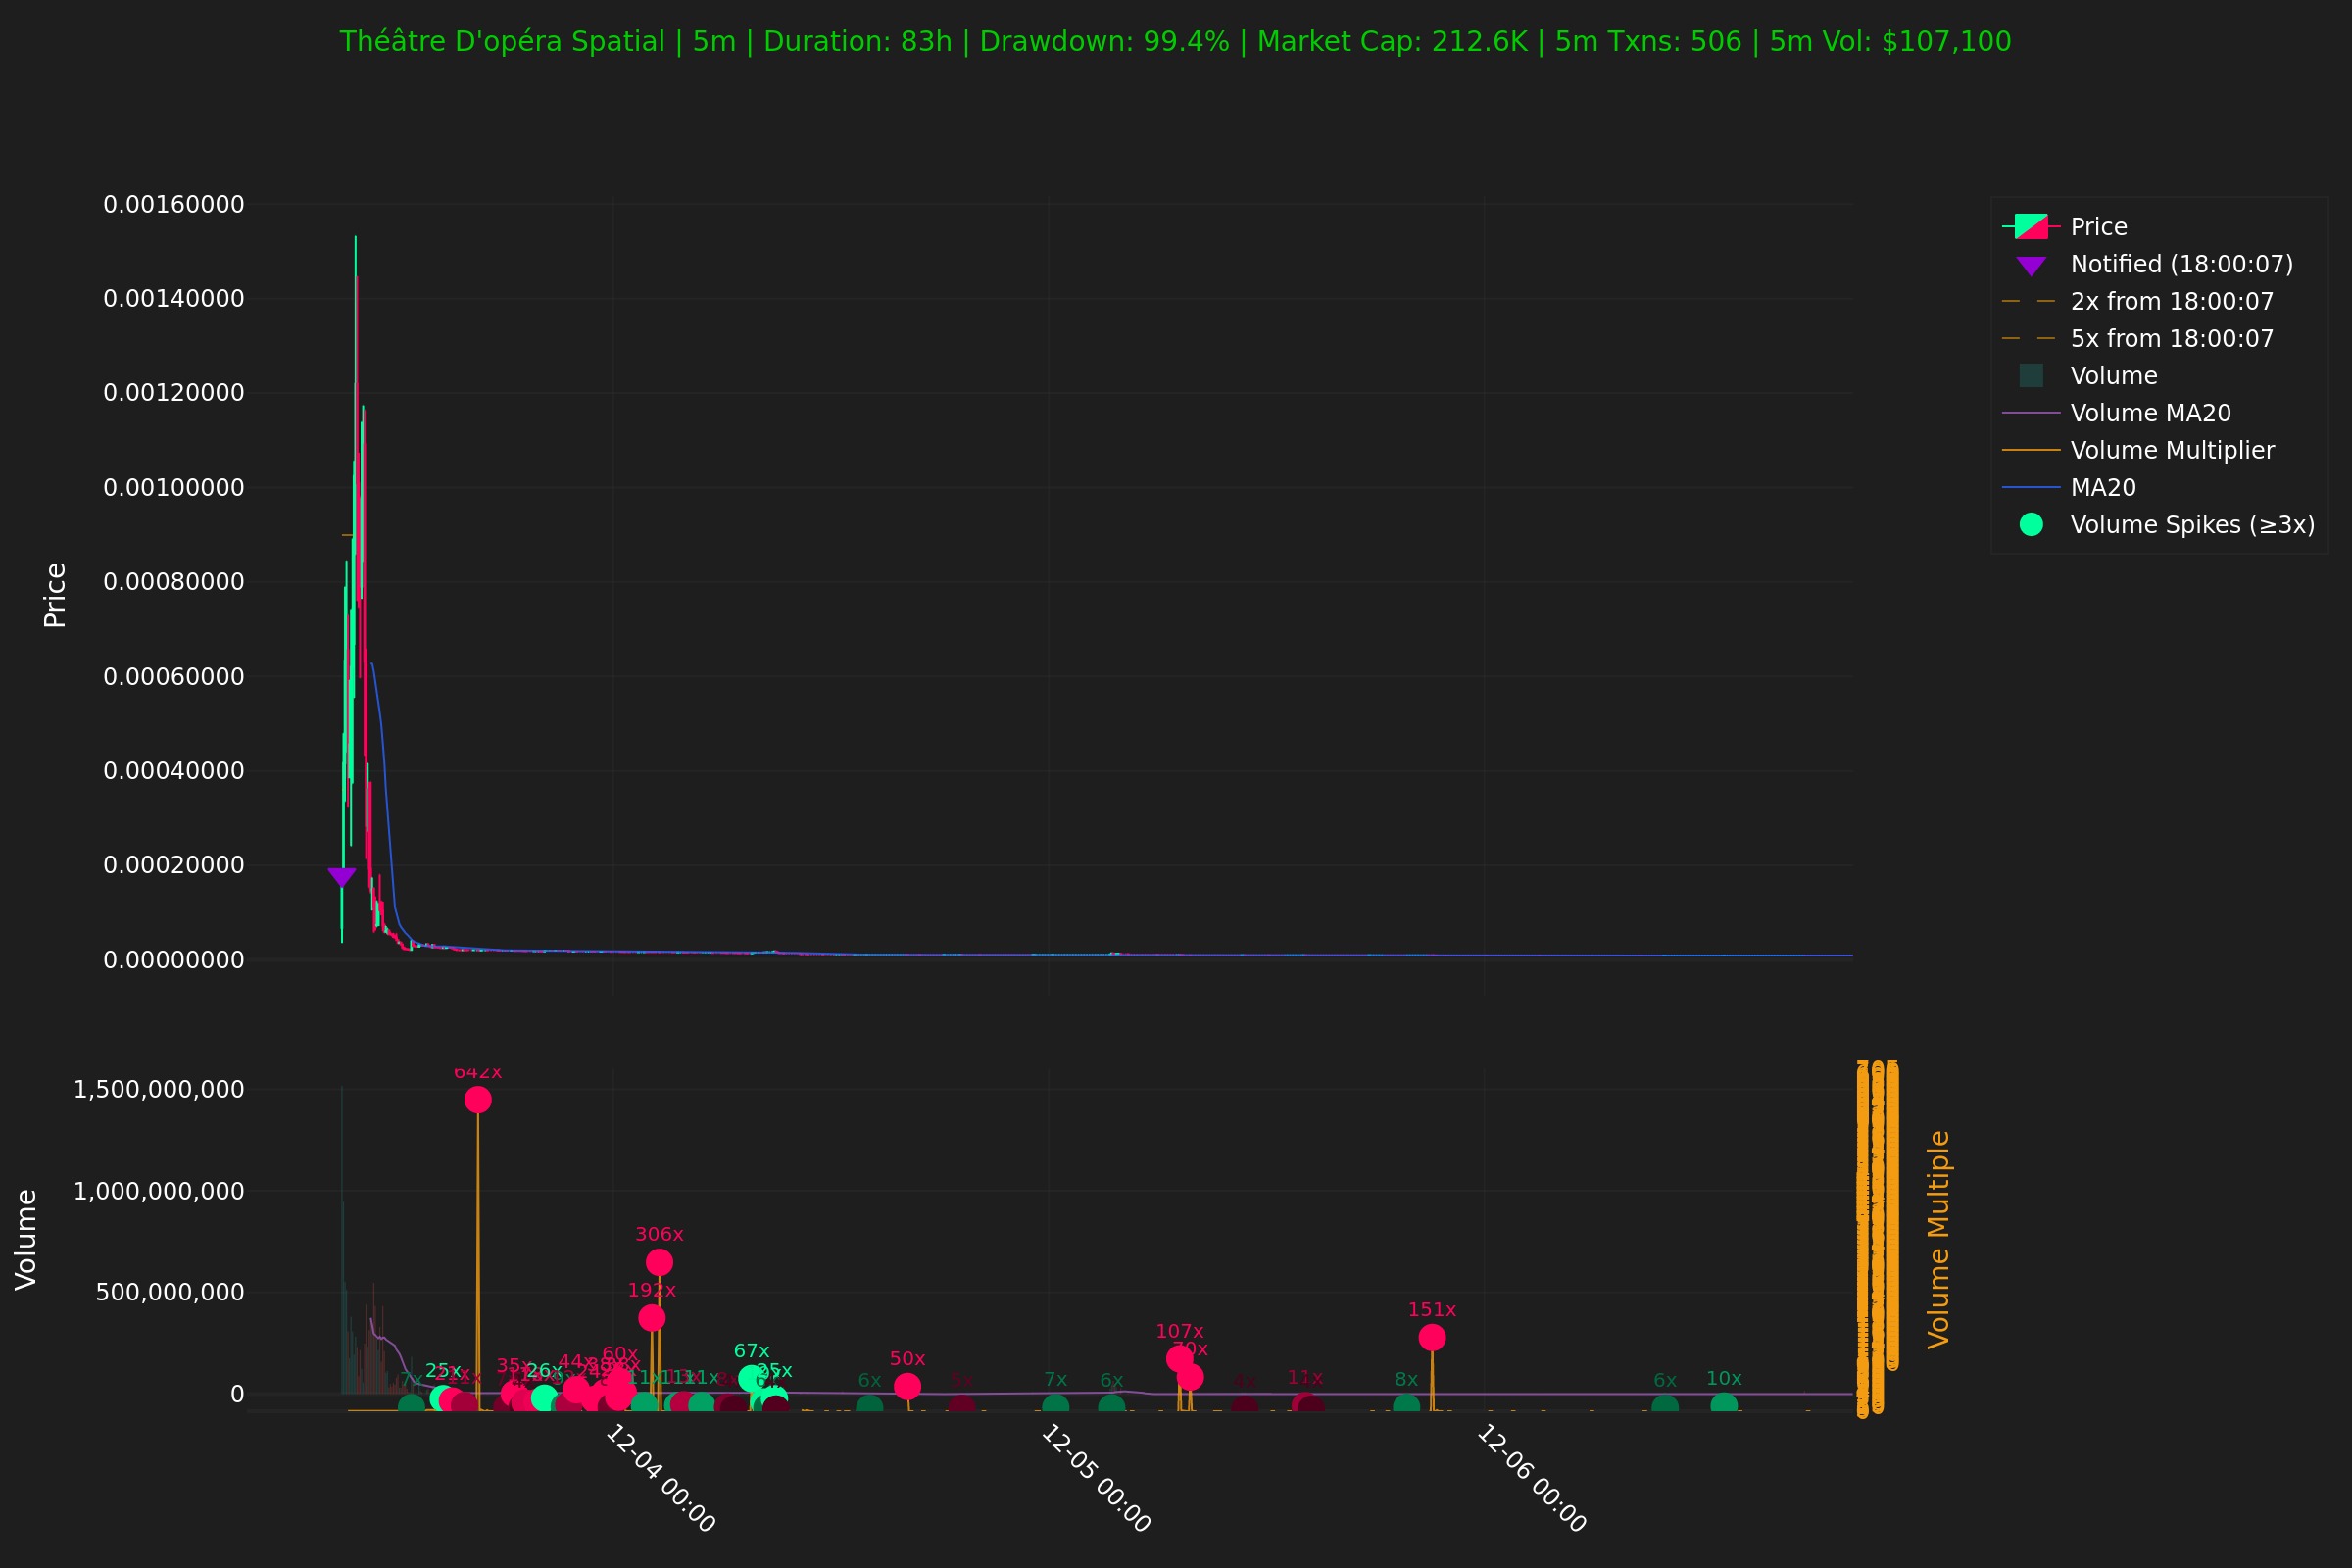 Théâtre D'opéra Spatial | 5m | Duration: 83h | Drawdown: 99.4% | Market Cap: 212.6K | 5m Txns: 506 | 5m Vol: $107,100
Price
0.00160000
0.00140000
0.00120000
0.00100000
0.00080000
0.00060000
0.00040000
0.00020000
0.00000000
Price
Notified (18:00:07)
2x from 18:00:07
5x from 18:00:07
Volume
Volume MA20
Volume Multiplier
MA20
Volume Spikes (≥3x)
Volume
1,500,000,000
1,000,000,000
500,000,000
0
642x
306x
192x
151x
107x
67x
60x
50x
25x
26x
25x
6x
7x
6x
11x
8x
6x
10x
Volume Multiple
12-04 00:00
12-05 00:00
12-06 00:00